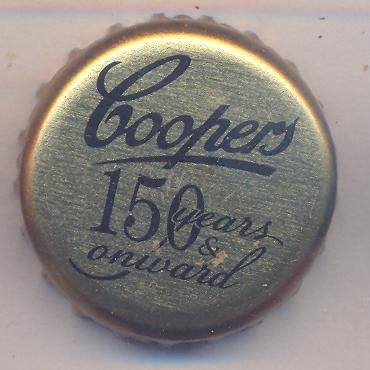 Coopers
150 years
&
onward